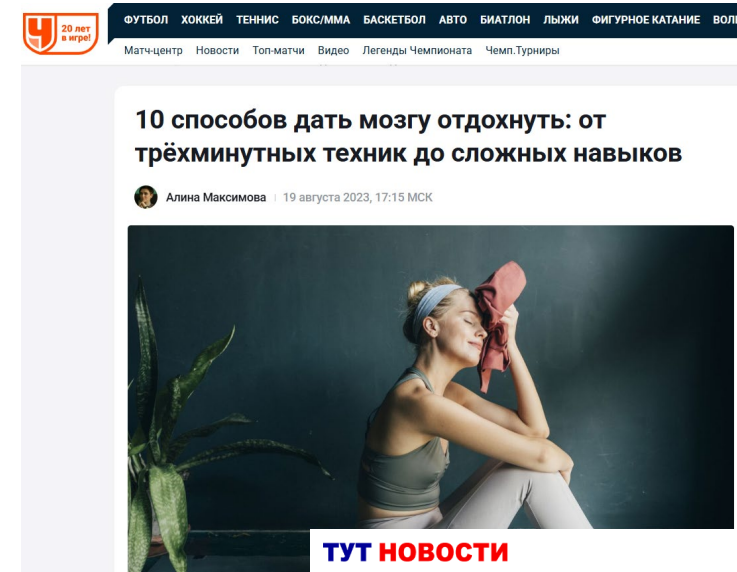 20 лет
в игре!
ФУТБОЛ ХОККЕЙ ТЕННИС БОКС/ММА БАСКЕТБОЛ АВТО БИАТЛОН ЛЫЖИ ФИГУРНОЕ КАТАНИЕ
Матч-центр Новости Топ-матчи Видео Легенды Чемпионата Чемп.Турниры
10 способов дать мозгу отдохнуть: от
трёхминутных техник до сложных навыков
Алина Максимова 19 августа 2023, 17:15 МСК
ТУТ НОВОСТИ